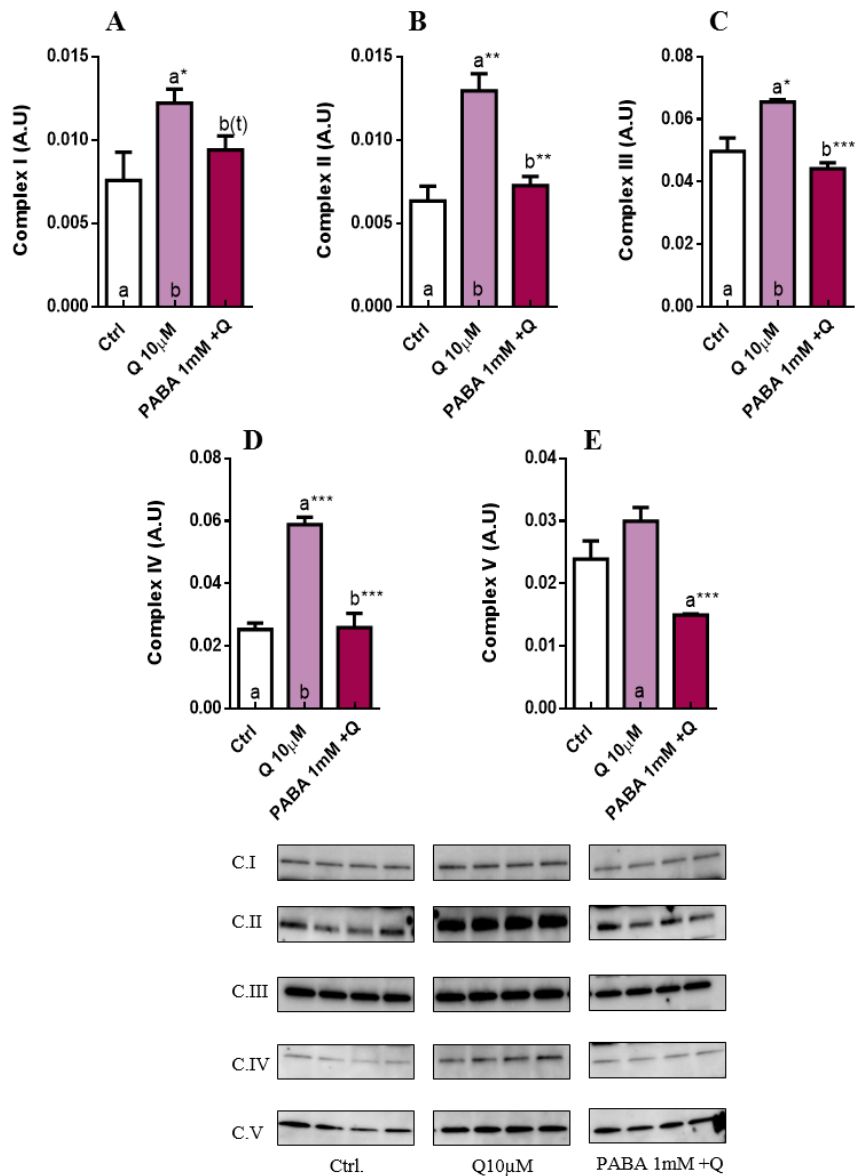 A
Complex I (A.U)
0.015
0.010
0.005
0.000
a*
b(t)
a
b
Ctrl
Q 10μM
PABA 1mM +Q
B
Complex II (A.U)
0.015
0.010
0.005
0.000
a**
b**
a
b
Ctrl
Q 10μM
PABA 1mM +Q
C
Complex III (A.U)
0.08
0.06
0.04
0.02
0.00
a*
b***
a
b
Ctrl
Q 10μM
PABA 1mM +Q
D
Complex IV (A.U)
0.08
0.06
0.04
0.02
0.00
a***
b***
a
b
Ctrl
Q 10μM
PABA 1mM +Q
E
Complex V (A.U)
0.04
0.03
0.02
0.01
0.00
a***
a
Ctrl
Q 10μM
PABA 1mM +Q
C.I
C.II
C.III
C.IV
C.V
Ctrl. Q10μM PABA 1mM +Q